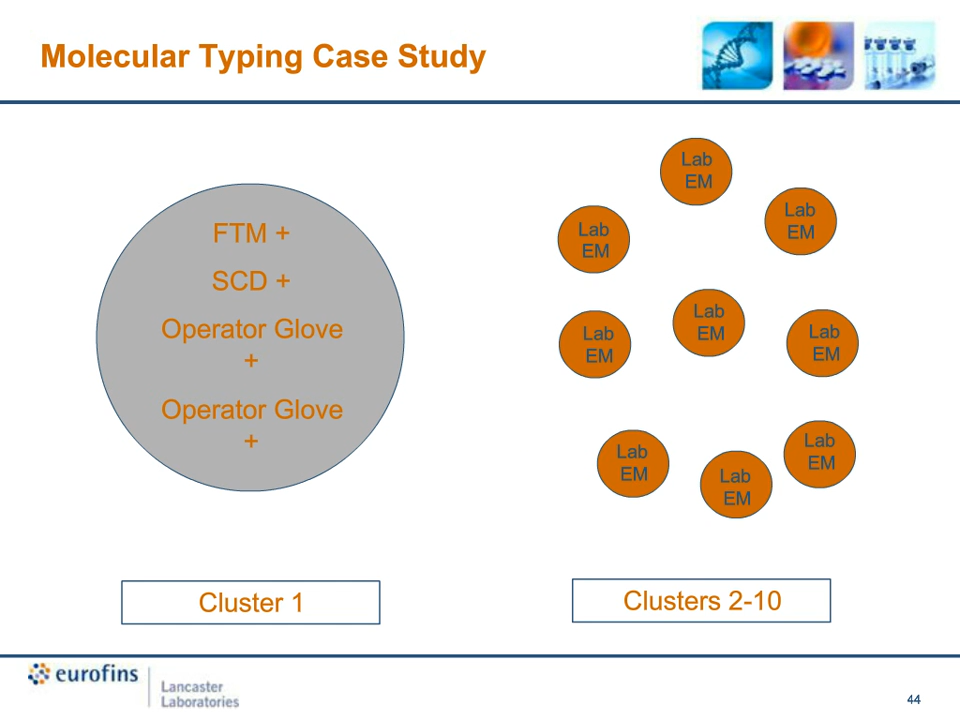 Molecular Typing Case Study
FTM +
SCD +
Operator Glove
+
Operator Glove
+
Cluster 1
Lab
EM
Lab
EM
Lab
EM
Lab
EM
Lab
EM
Lab
EM
Lab
EM
Lab
EM
Lab
EM
Clusters 2-10
eurofins
Lancaster
Laboratories
44